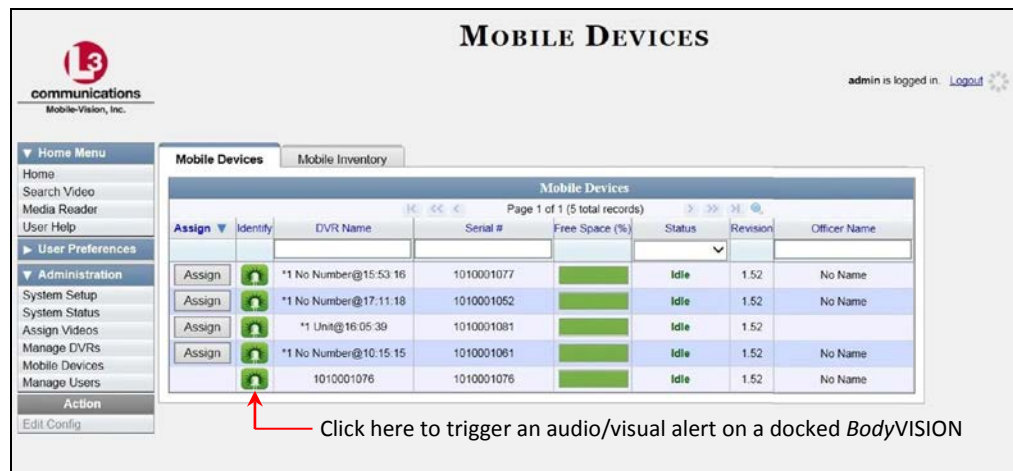 MOBILE DEVICES
L3
communications
Mobile-Vision, Inc.
admin is logged in. Logout
▼ Home Menu
Home
Search Video
Media Reader
User Help
▶ User Preferences
▼ Administration
System Setup
System Status
Assign Videos
Manage DVRs
Mobile Devices
Manage Users
Action
Edit Config
Mobile Devices Mobile Inventory
Mobile Devices
Page 1 of 1 (5 total records)
Assign ▼ Identify DVR Name Serial # Free Space (%) Status Revision Officer Name
Assign *1 No Number@15:53:16 1010001077 Idle 1.52 No Name
Assign *1 No Number@17:11:18 1010001052 Idle 1.52 No Name
Assign *1 Unit@16:05:39 1010001081 Idle 1.52
Assign *1 No Number@10:15:15 1010001061 Idle 1.52 No Name
1010001076 1010001076 Idle 1.52 No Name
Click here to trigger an audio/visual alert on a docked BodyVISION